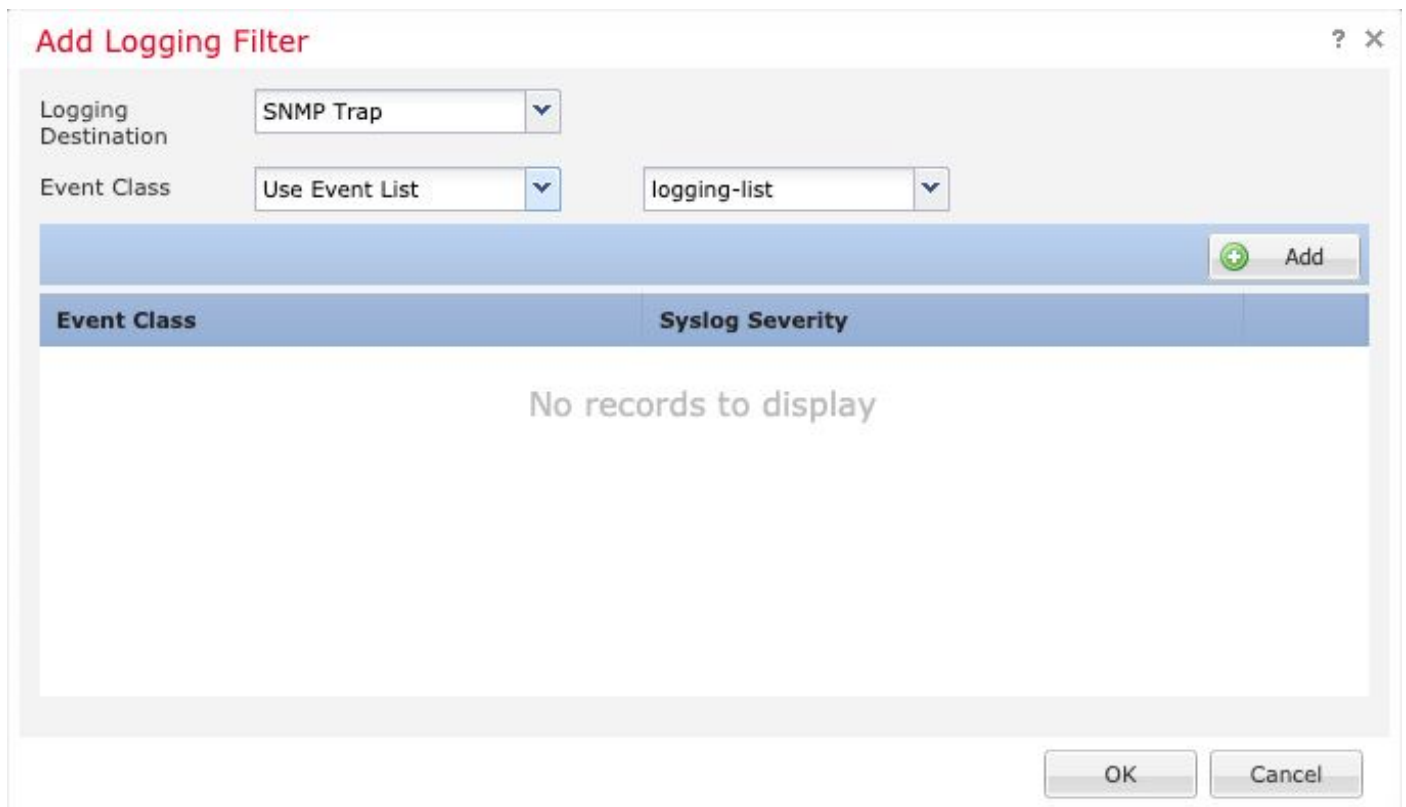 Add Logging Filter
?
Logging
Destination
SNMP Trap
Event Class
Use Event List
logging-list
Add
Event Class
Syslog Severity
No records to display
OK
Cancel